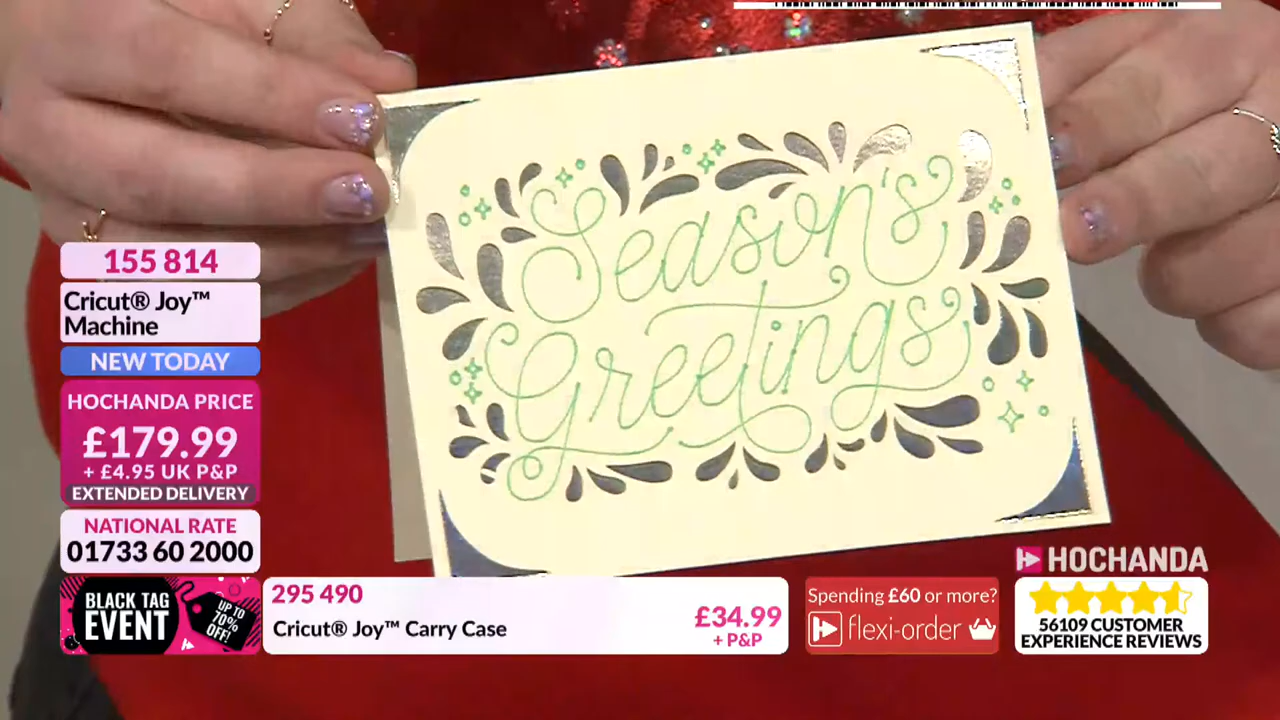 Season's
Greetings
155 814
Cricut® Joy™
Machine
NEW TODAY
HOCHANDA PRICE
£179.99
+ £4.95 UK P&P
EXTENDED DELIVERY
NATIONAL RATE
01733 60 2000
BLACK TAG
EVENT
UP TO
70%
OFF!
295 490
Cricut® Joy™ Carry Case
£34.99
+ P&P
Spending £60 or more?
flexi-order
HOCHANDA
56109 CUSTOMER
EXPERIENCE REVIEWS